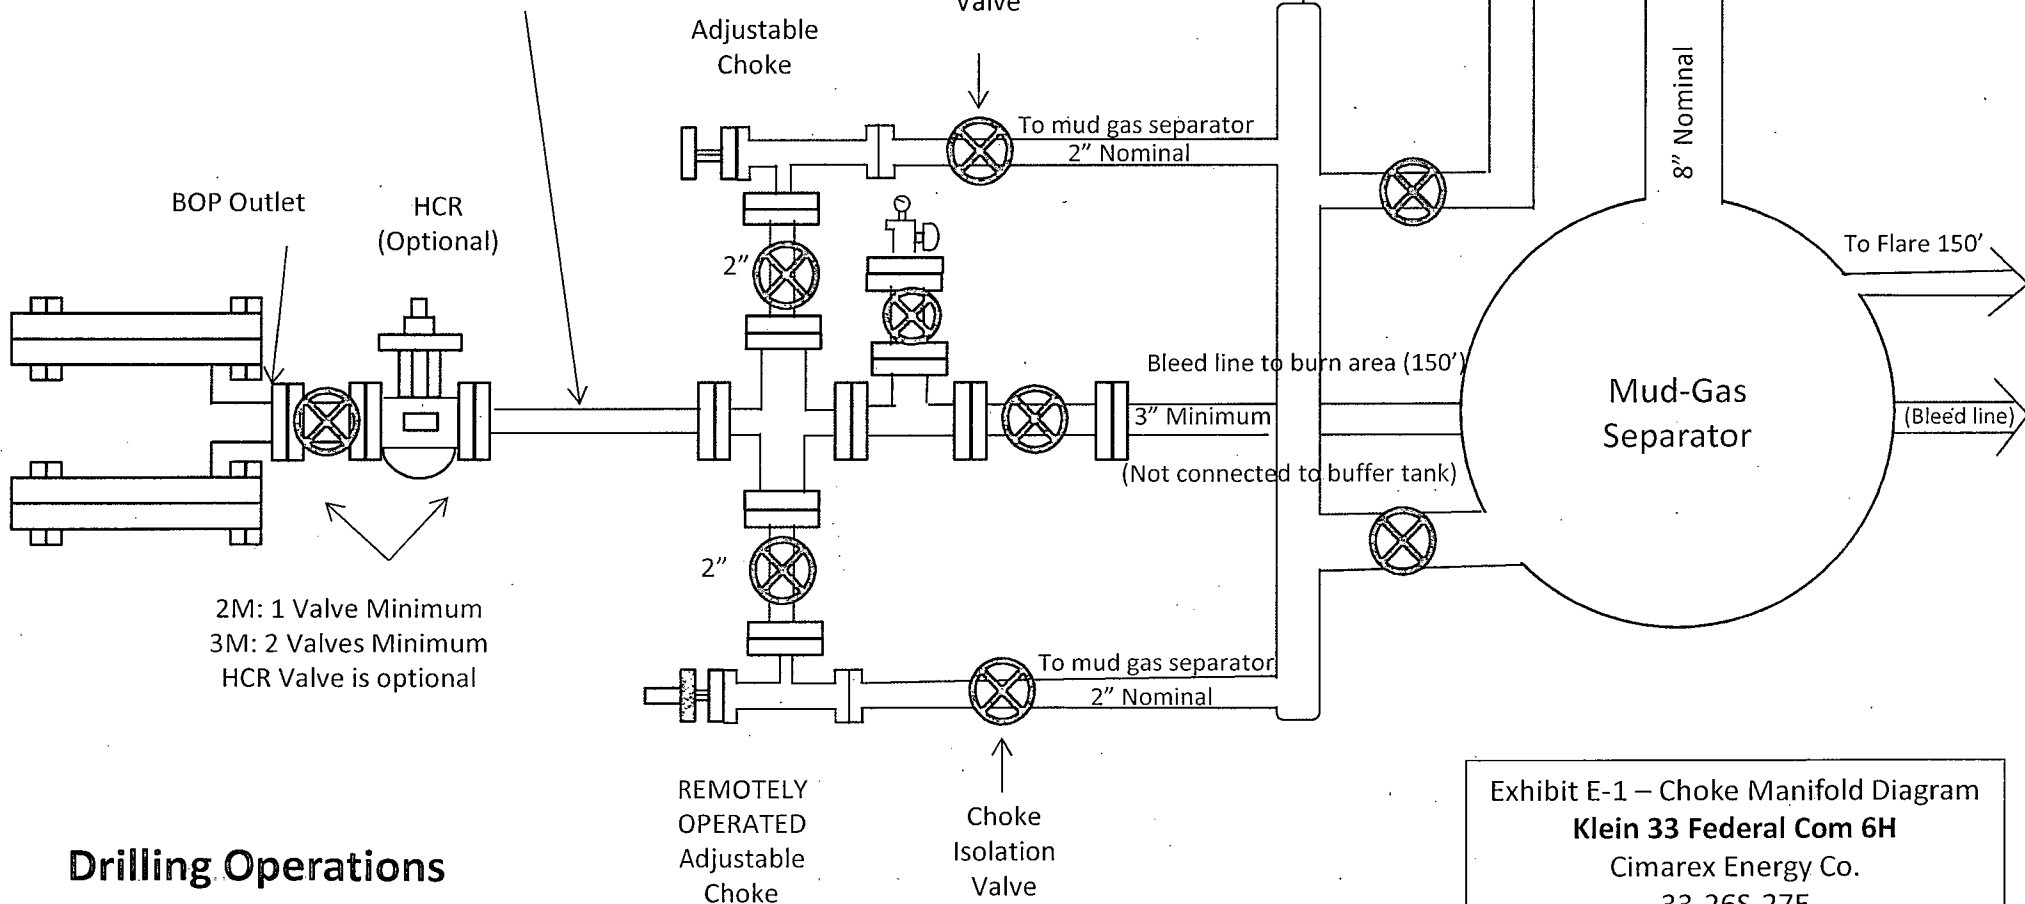 Valve
Adjustable
Choke
8” Nominal
To mud gas separator
2” Nominal
BOP Outlet
HCR
(Optional)
2”
To Flare 150’
Bleed line to burn area (150’)
3” Minimum
(Not connected to buffer tank)
Mud-Gas
Separator
(Bleed line)
2”
2M: 1 Valve Minimum
3M: 2 Valves Minimum
HCR Valve is optional
To mud gas separator
2” Nominal
REMOTELY
OPERATED
Adjustable
Choke
Choke
Isolation
Valve
Drilling Operations
Exhibit E-1 – Choke Manifold Diagram
Klein 33 Federal Com 6H
Cimarex Energy Co.
33-26S-27E